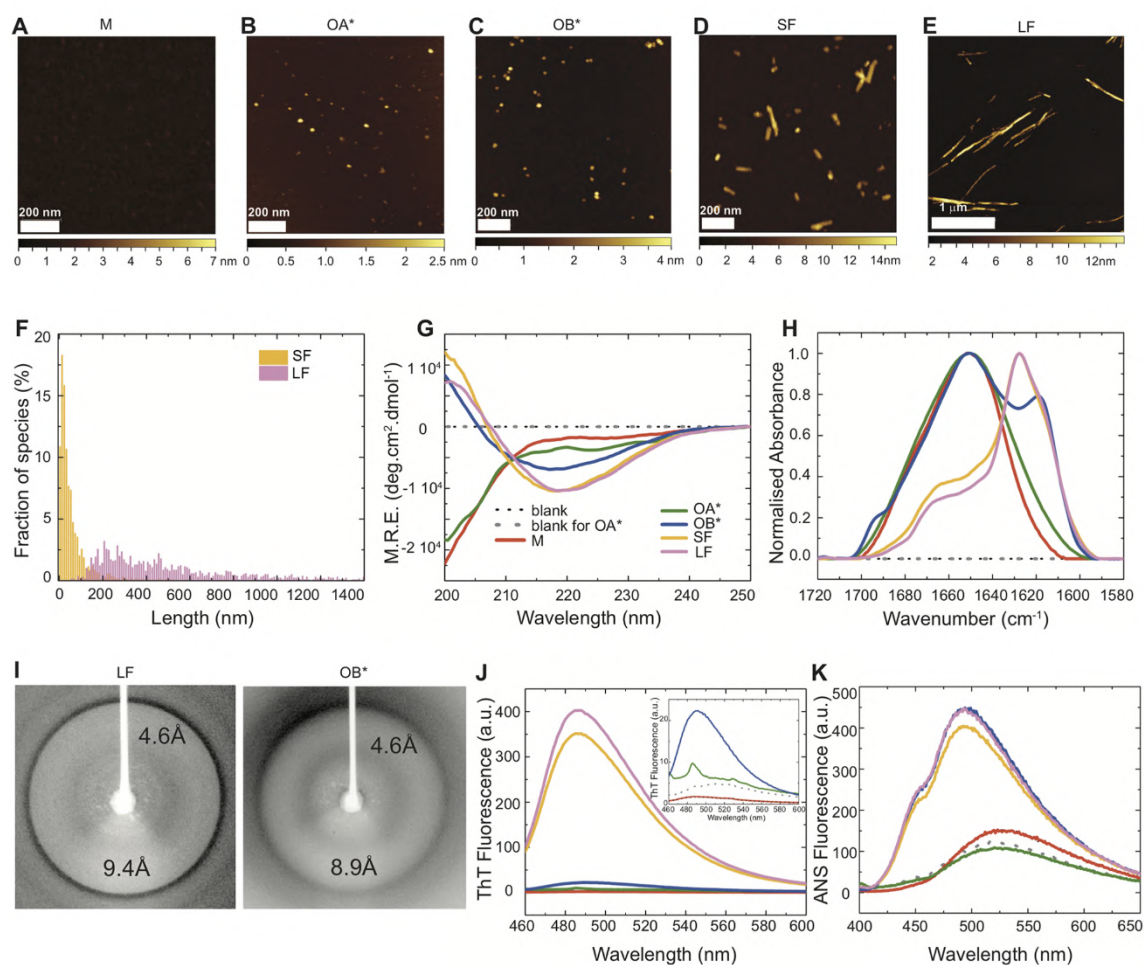 A M
B OA*
C OB*
D SF
E LF
200 nm
200 nm
200 nm
200 nm
1 μm
0 1 2 3 4 5 6 7 nm
0 0.5 1.0 1.5 2.0 2.5 nm
0 1 2 3 4 nm
0 2 4 6 8 10 12 14nm
2 4 6 8 10 12nm
F
Fraction of species (%)
20
15
10
5
0
0 200 400 600 800 1000 1200 1400
Length (nm)
SF
LF
G
M.R.E. (deg.cm².dmol⁻¹)
1 10⁴
0
-1 10⁴
-2 10⁴
200 210 220 230 240 250
Wavelength (nm)
blank
blank for OA*
M
OA*
OB*
SF
LF
H
Normalised Absorbance
1.0
0.8
0.6
0.4
0.2
0.0
1720 1700 1680 1660 1640 1620 1600 1580
Wavenumber (cm⁻¹)
I
LF
4.6Å
9.4Å
OB*
4.6Å
8.9Å
J
ThT Fluorescence (a.u.)
400
300
200
100
0
460 480 500 520 540 560 580 600
Wavelength (nm)
ThT Fluorescence (a.u.)
20
10
0
460 480 500 520 540 560 580 600
Wavelength (nm)
K
ANS Fluorescence (a.u.)
500
450
400
350
300
250
200
150
100
50
0
400 450 500 550 600 650
Wavelength (nm)